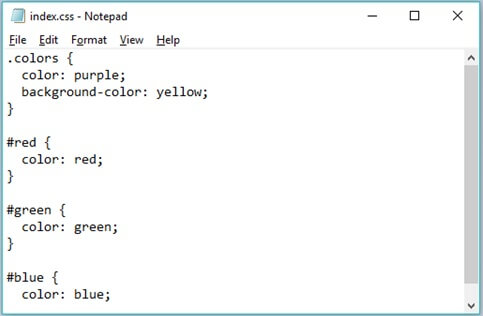 index.css - Notepad
File Edit Format View Help
.colors {
  color: purple;
  background-color: yellow;
}

#red {
  color: red;
}

#green {
  color: green;
}

#blue {
  color: blue;